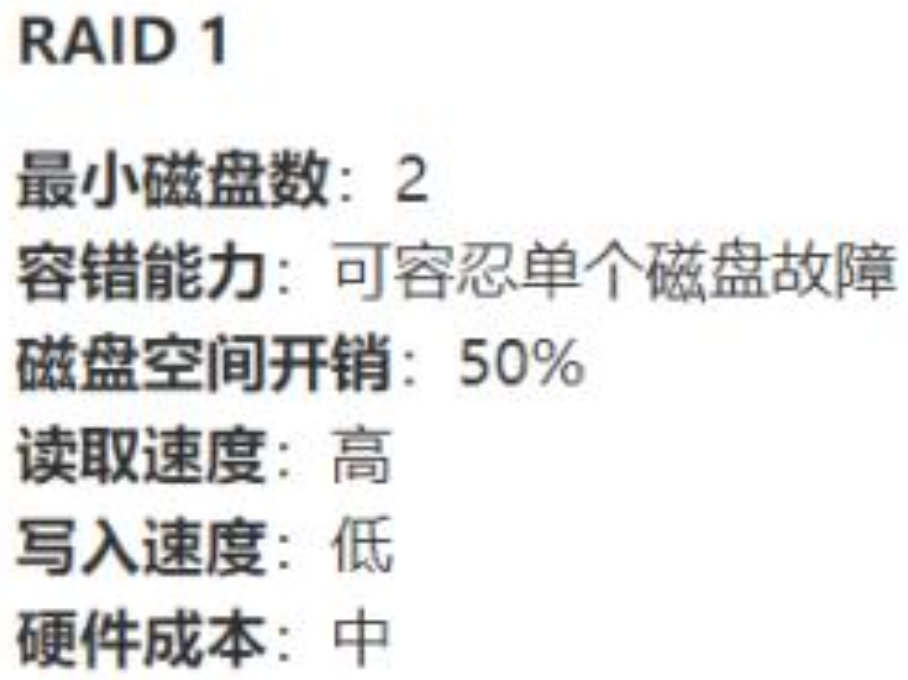 RAID 1
最小磁盘数：2
容错能力：可容忍单个磁盘故障
磁盘空间开销：50%
读取速度：高
写入速度：低
硬件成本：中